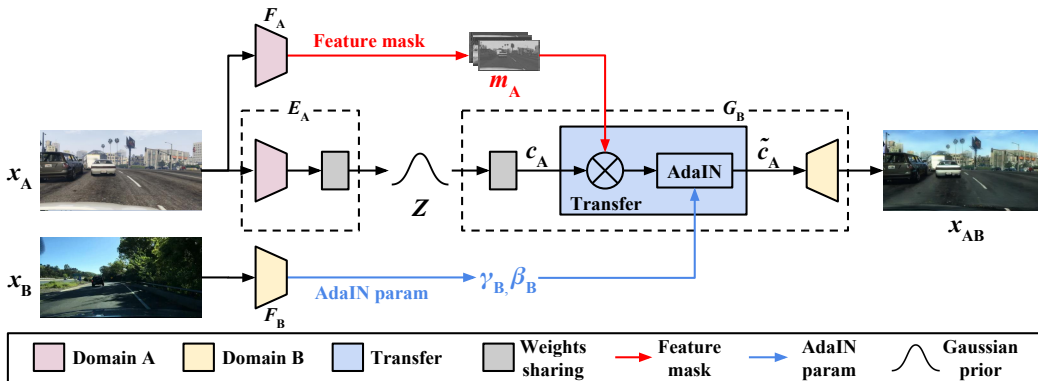 F_A
Feature mask
m_A
E_A
G_B
x_A
Z
c_A
Transfer
AdaIN
c̃_A
x_AB
x_B
F_B
AdaIN param
γ_B, β_B
Domain A
Domain B
Transfer
Weights
sharing
Feature
mask
AdaIN
param
Gaussian
prior